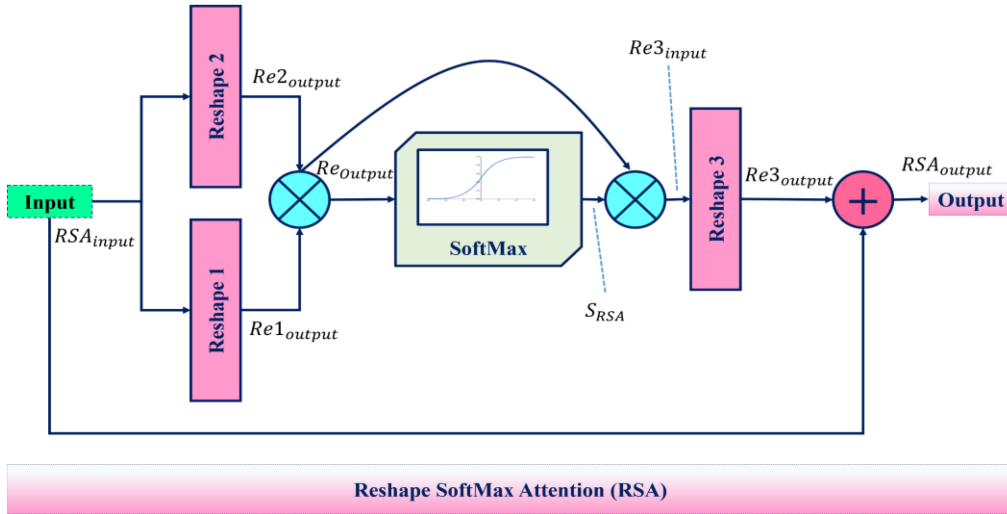 Reshape 2
Re2output
Re3input
Input
RSAinput
ReOutput
SoftMax
SRSA
Reshape 3
Re3output
RSAoutput
Output
Reshape 1
Re1output
Reshape SoftMax Attention (RSA)